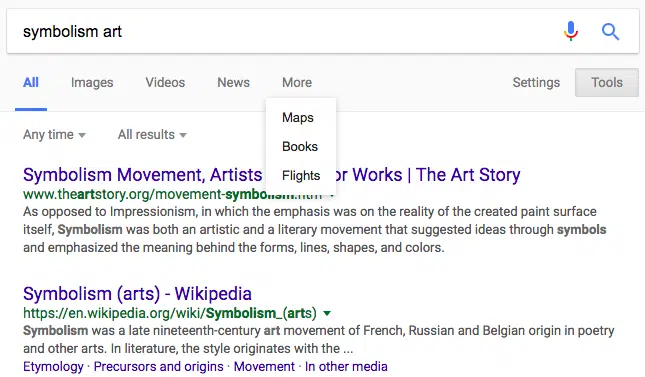 symbolism art
All Images Videos News More Settings Tools
Maps
Books
Flights
Any time All results
Symbolism Movement, Artists or Works | The Art Story
www.theartstory.org/movement-symbolism.htm
As opposed to Impressionism, in which the emphasis was on the reality of the created paint surface
itself, Symbolism was both an artistic and a literary movement that suggested ideas through symbols
and emphasized the meaning behind the forms, lines, shapes, and colors.
Symbolism (arts) - Wikipedia
https://en.wikipedia.org/wiki/Symbolism_(arts)
Symbolism was a late nineteenth-century art movement of French, Russian and Belgian origin in poetry
and other arts. In literature, the style originates with the ...
Etymology · Precursors and origins · Movement · In other media